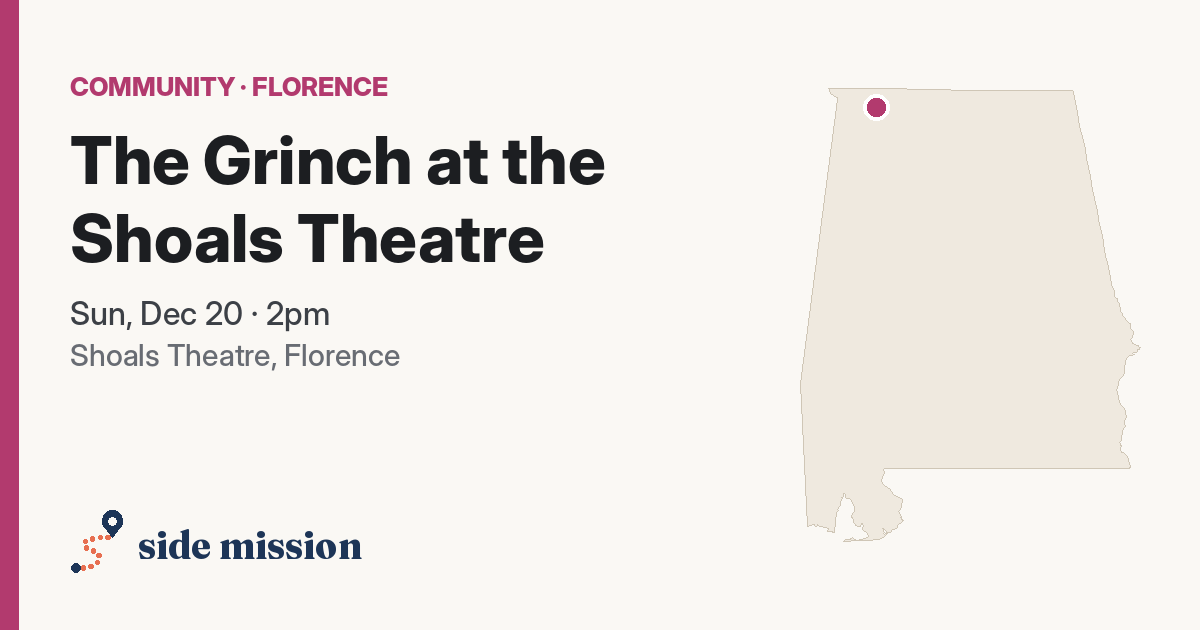 COMMUNITY · FLORENCE
The Grinch at the
Shoals Theatre
Sun, Dec 20 · 2pm
Shoals Theatre, Florence
side mission